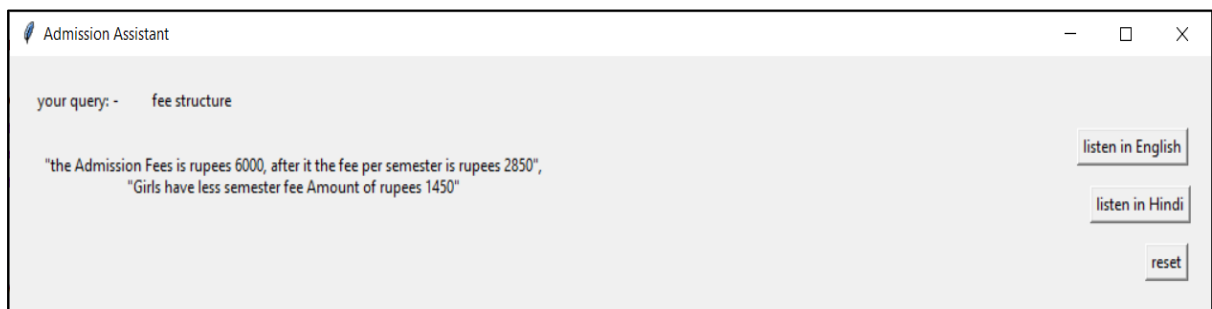 Admission Assistant
your query: - fee structure
"the Admission Fees is rupees 6000, after it the fee per semester is rupees 2850",
"Girls have less semester fee Amount of rupees 1450"
listen in English
listen in Hindi
reset